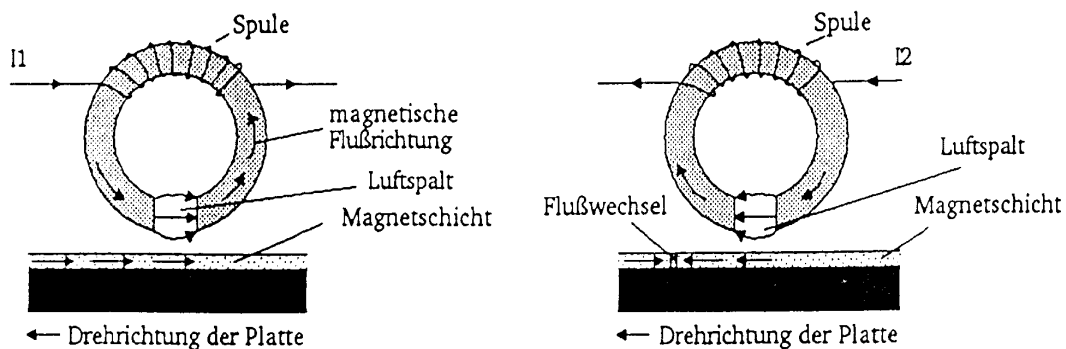 Spule
I1
magnetische
Flußrichtung
Luftspalt
Magnetschicht
← Drehrichtung der Platte
Spule
I2
Luftspalt
Flußwechsel
Magnetschicht
← Drehrichtung der Platte